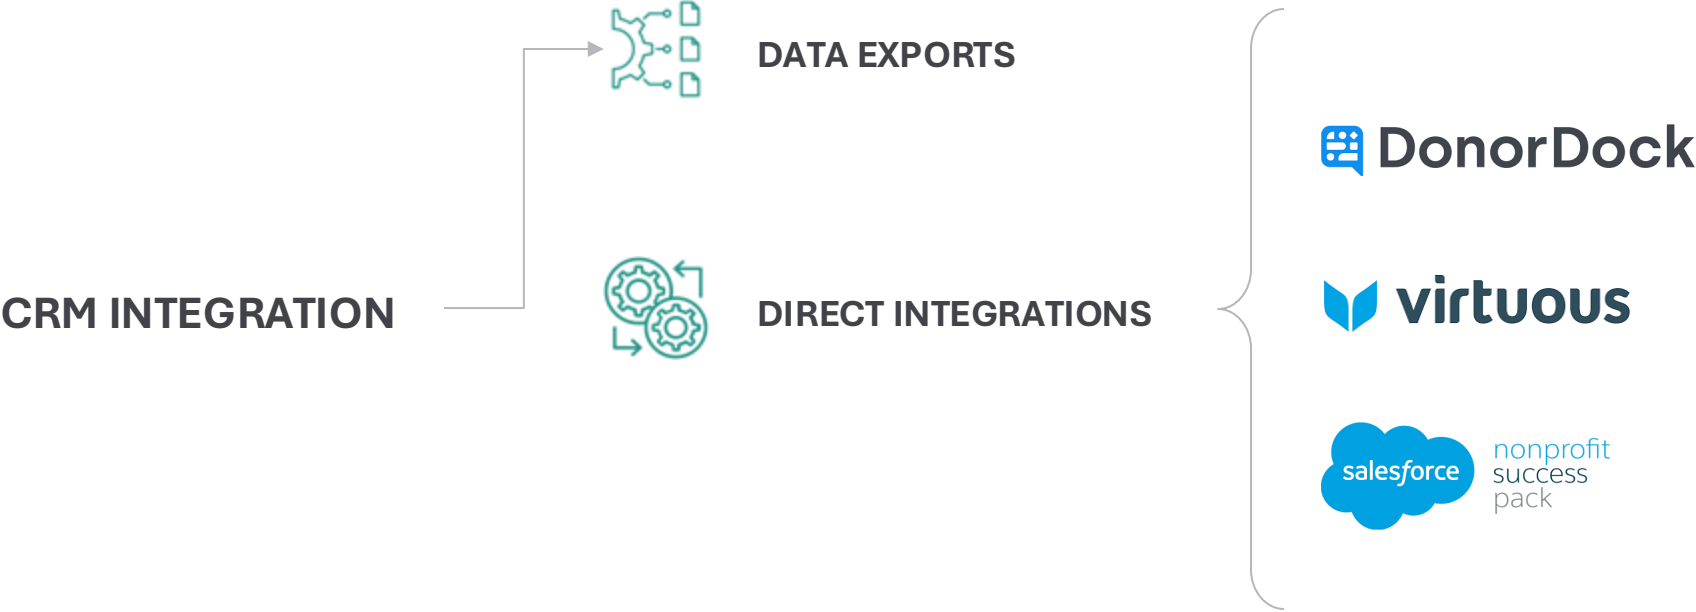 DATA EXPORTS
DonorDock
CRM INTEGRATION
DIRECT INTEGRATIONS
virtuous
salesforce
nonprofit
success
pack